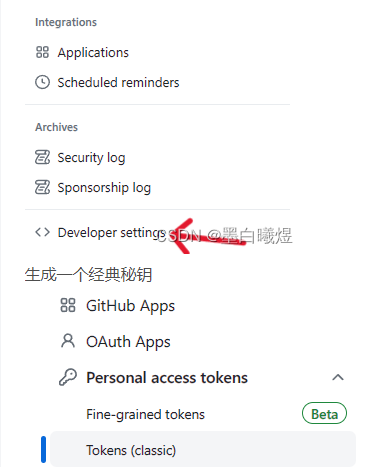 Integrations
Applications
Scheduled reminders
Archives
Security log
Sponsorship log
Developer settings
CSDN @墨白曦煜
生成一个经典秘钥
GitHub Apps
OAuth Apps
Personal access tokens
Fine-grained tokens Beta
Tokens (classic)